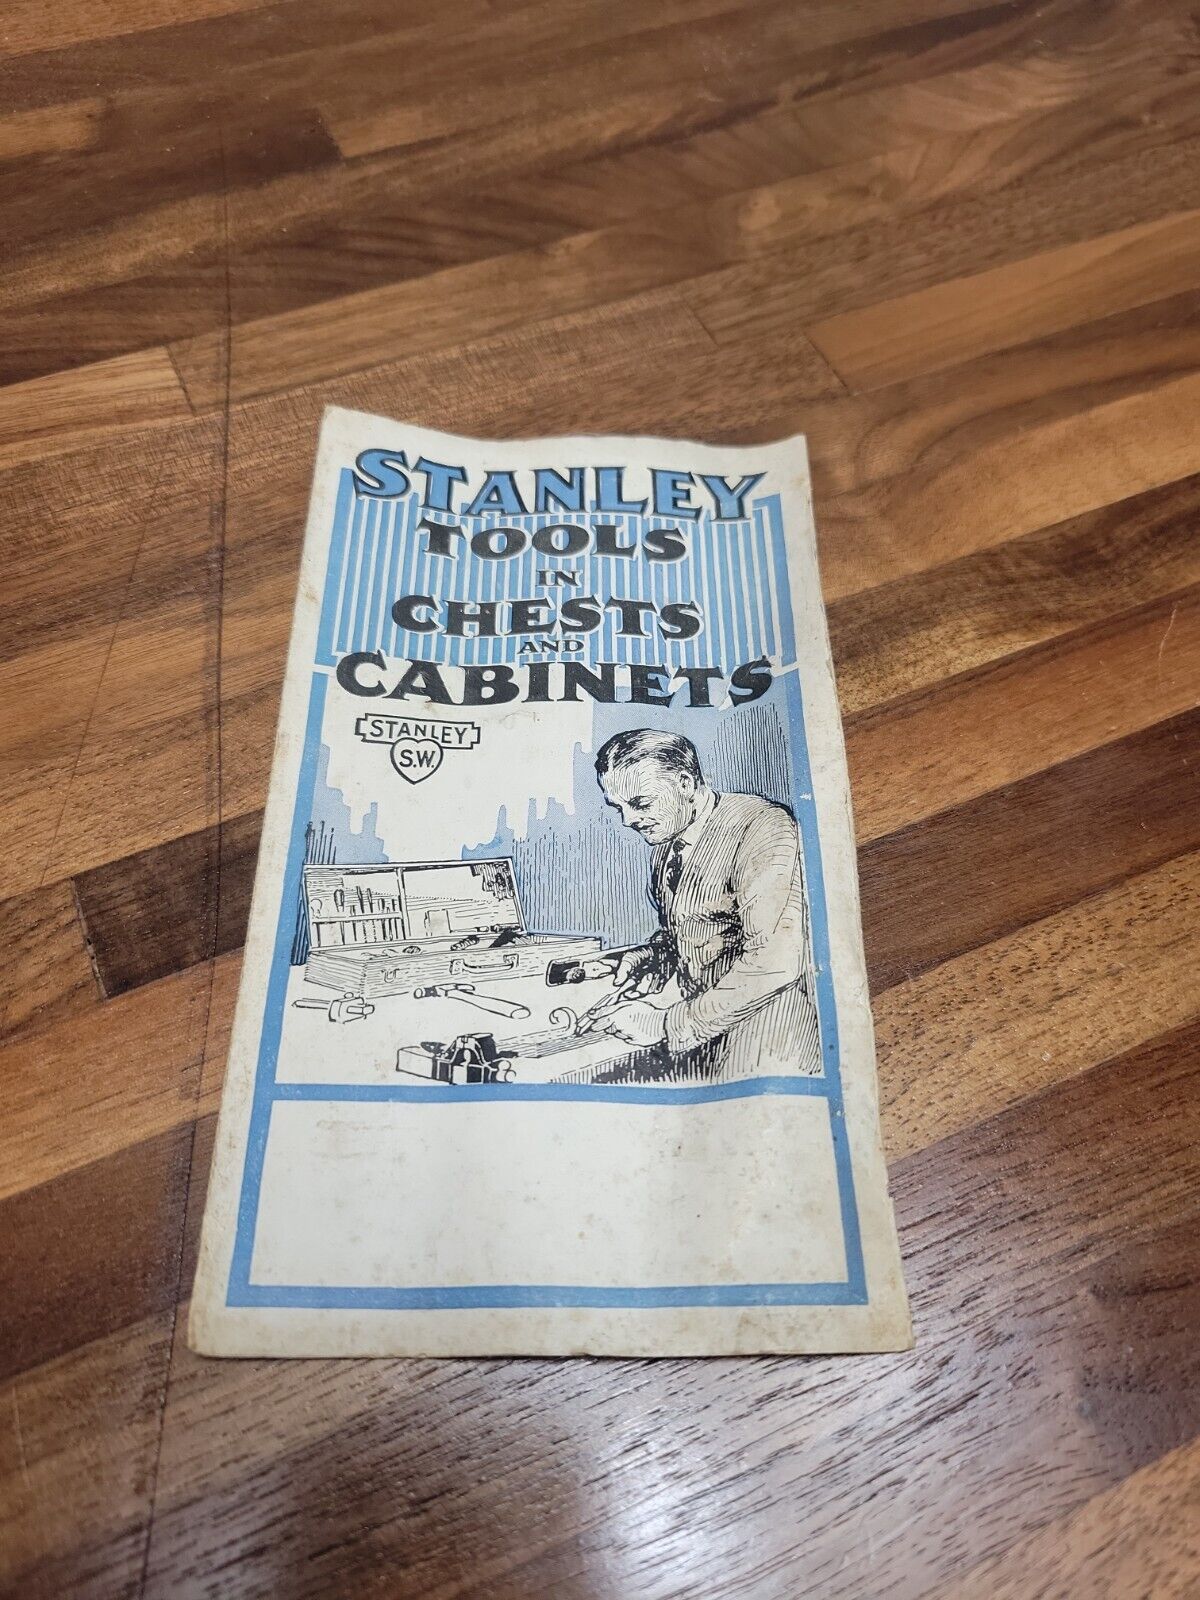 STANLEY
TOOLS
IN
CHESTS
AND
CABINETS
STANLEY
S.W.